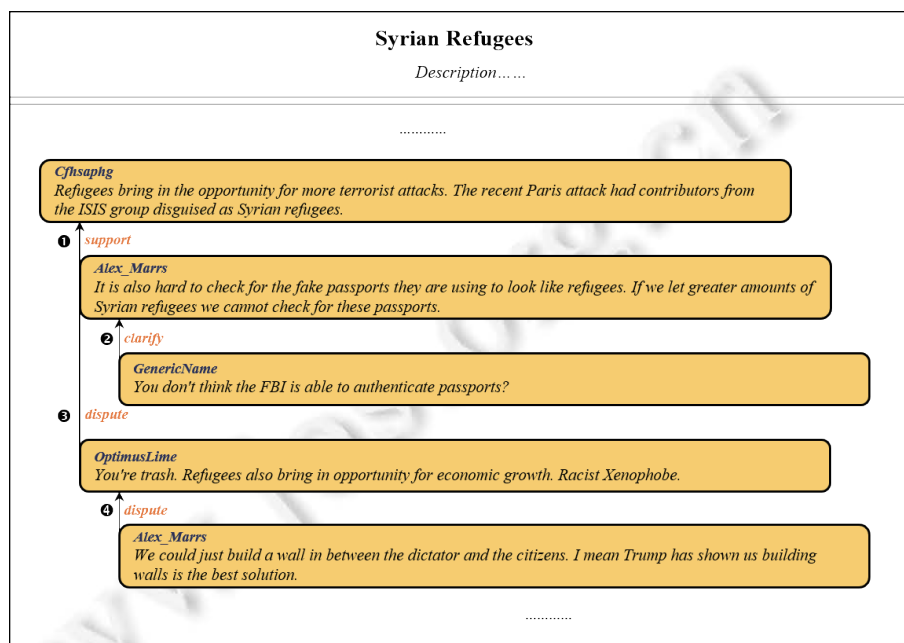 Syrian Refugees
Description……
…………
Cfhsaphg
Refugees bring in the opportunity for more terrorist attacks. The recent Paris attack had contributors from
the ISIS group disguised as Syrian refugees.
❶ support
Alex_Marrs
It is also hard to check for the fake passports they are using to look like refugees. If we let greater amounts of
Syrian refugees we cannot check for these passports.
❷ clarify
GenericName
You don't think the FBI is able to authenticate passports?
❸ dispute
OptimusLime
You're trash. Refugees also bring in opportunity for economic growth. Racist Xenophobe.
❹ dispute
Alex_Marrs
We could just build a wall in between the dictator and the citizens. I mean Trump has shown us building
walls is the best solution.
…………